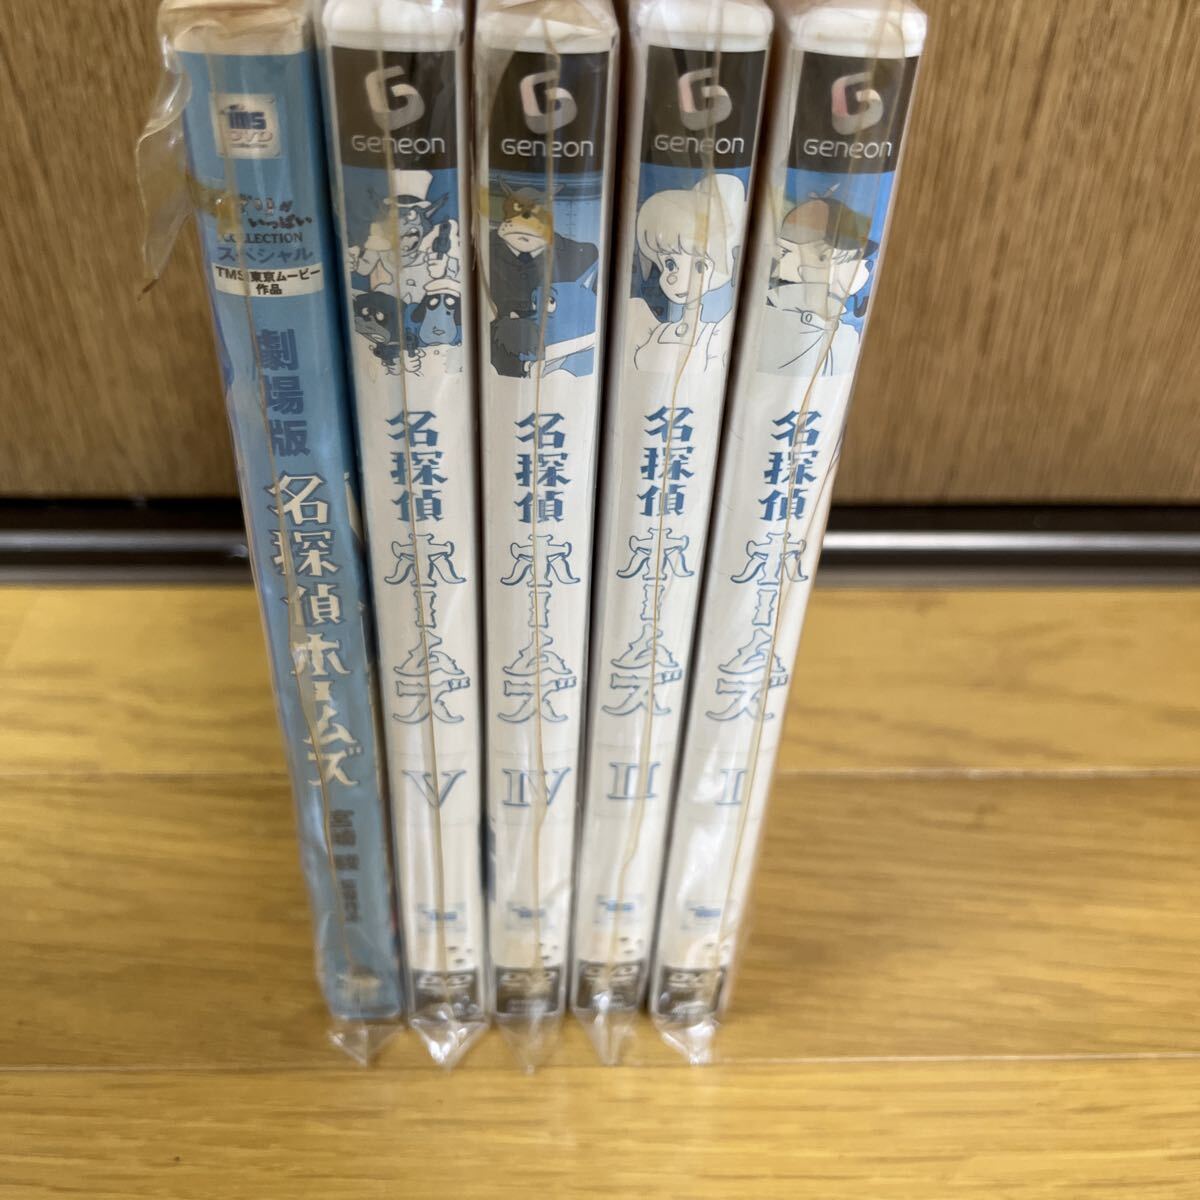 TMS
DVD
いっぱい
COLLECTION
スペシャル
TMS 東京ムービー
作品
劇場版
名探偵ホームズ
宮崎 駿
Geneon
名探偵
ホームズ
V
Geneon
名探偵
ホームズ
IV
Geneon
名探偵
ホームズ
II
Geneon
名探偵
ホームズ
I